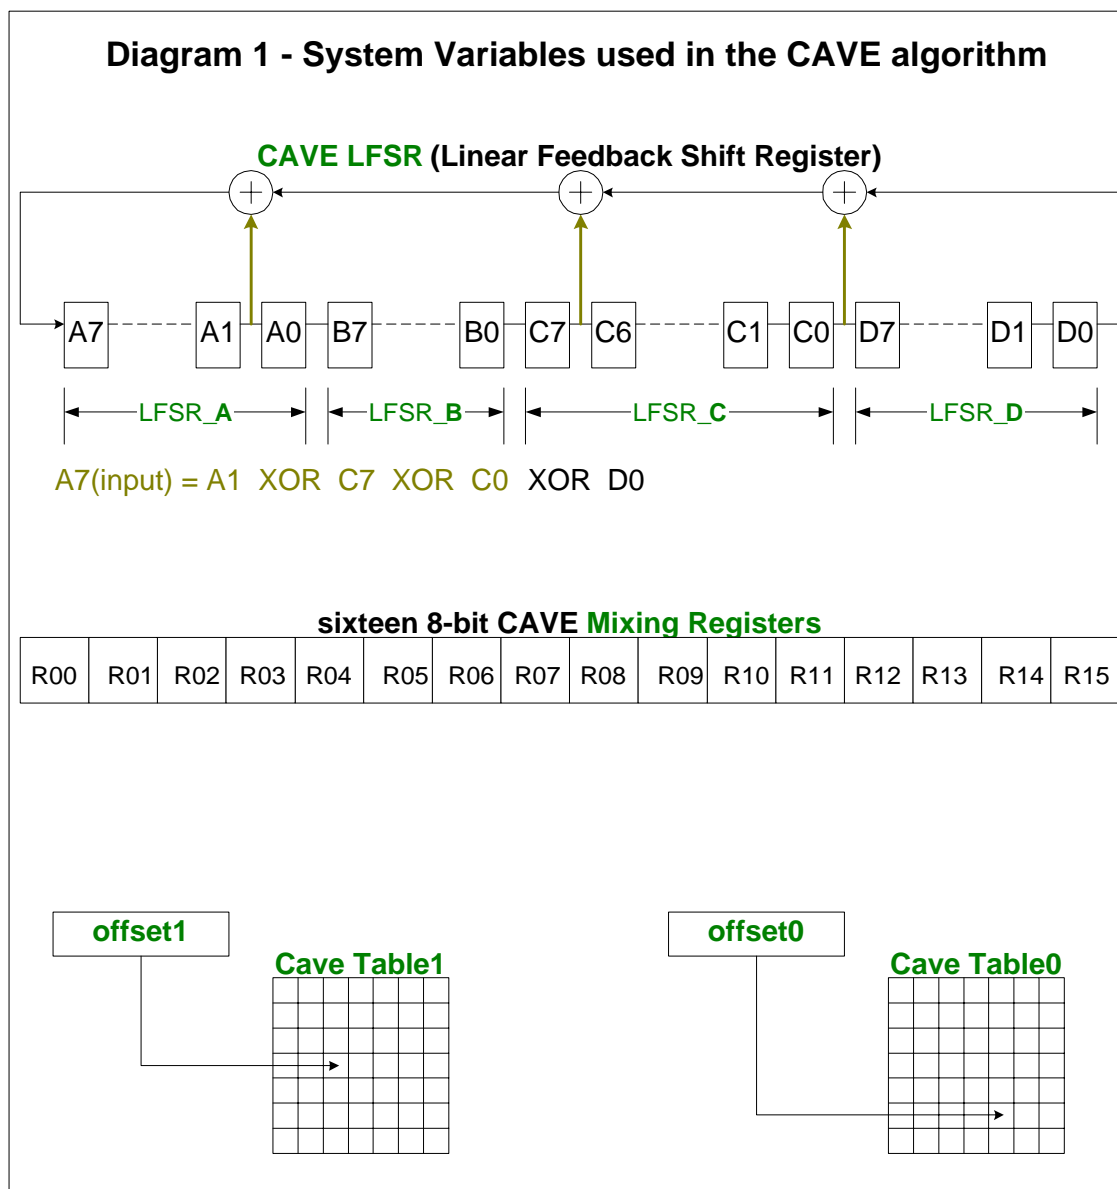 Diagram 1 - System Variables used in the CAVE algorithm
CAVE LFSR (Linear Feedback Shift Register)
A7 A1 A0 B7 B0 C7 C6 C1 C0 D7 D1 D0
LFSR_A LFSR_B LFSR_C LFSR_D
A7(input) = A1 XOR C7 XOR C0 XOR D0
sixteen 8-bit CAVE Mixing Registers
R00 R01 R02 R03 R04 R05 R06 R07 R08 R09 R10 R11 R12 R13 R14 R15
offset1 offset0
Cave Table1 Cave Table0